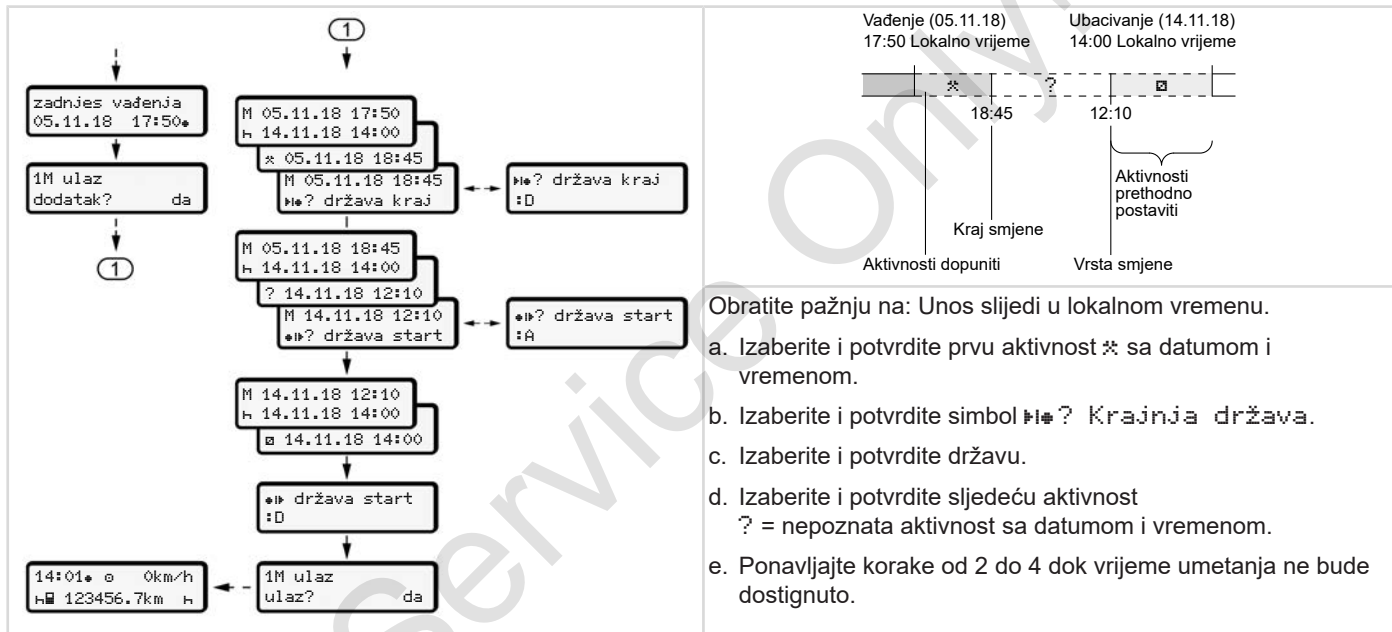 1
zadnjes vađenja
05.11.18 17:50
1M ulaz
dodatak? da
1
M 05.11.18 17:50
14.11.18 14:00
05.11.18 18:45
M 05.11.18 18:45
? država kraj
? država kraj
:D
M 05.11.18 18:45
14.11.18 14:00
? 14.11.18 12:10
M 14.11.18 12:10
? država start
? država start
:A
M 14.11.18 12:10
14.11.18 14:00
14.11.18 14:00
država start
:D
1M ulaz
ulaz? da
14:01 0km/h
123456.7km
Vađenje (05.11.18)
17:50 Lokalno vrijeme
Ubacivanje (14.11.18)
14:00 Lokalno vrijeme
?
18:45
12:10
Aktivnosti
prethodno
postaviti
Kraj smjene
Aktivnosti dopuniti
Vrsta smjene
Obratite pažnju na: Unos slijedi u lokalnom vremenu.
a. Izaberite i potvrdite prvu aktivnost sa datumom i
vremenom.
b. Izaberite i potvrdite simbol ? Krajnja država.
c. Izaberite i potvrdite državu.
d. Izaberite i potvrdite sljedeću aktivnost
? = nepoznata aktivnost sa datumom i vremenom.
e. Ponavljajte korake od 2 do 4 dok vrijeme umetanja ne bude
dostignuto.
Service Only